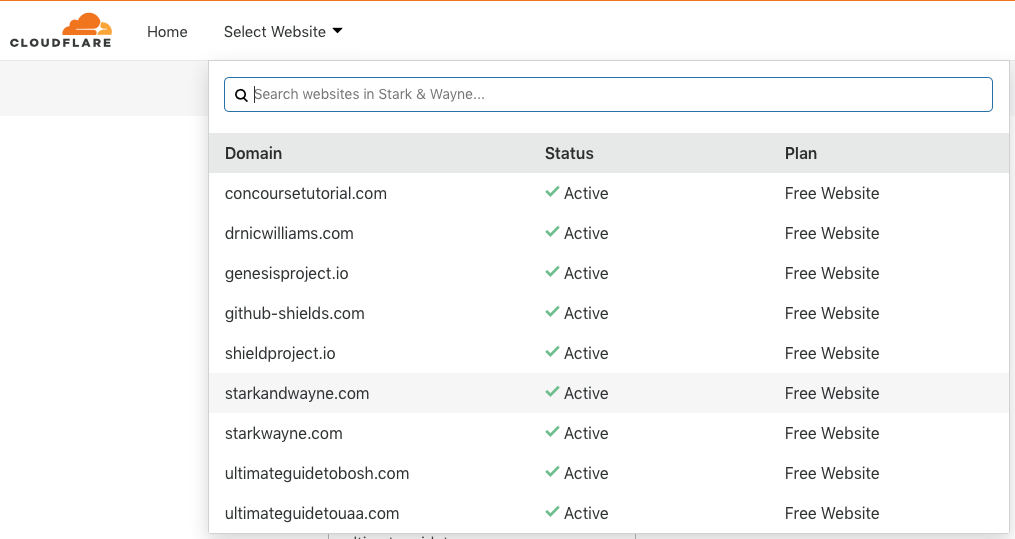 CLOUDFLARE Home Select Website
Search websites in Stark & Wayne...
Domain Status Plan
concoursetutorial.com Active Free Website
drnicwilliams.com Active Free Website
genesisproject.io Active Free Website
github-shields.com Active Free Website
shieldproject.io Active Free Website
starkandwayne.com Active Free Website
starkwayne.com Active Free Website
ultimateguidetobosh.com Active Free Website
ultimateguidetouaa.com Active Free Website